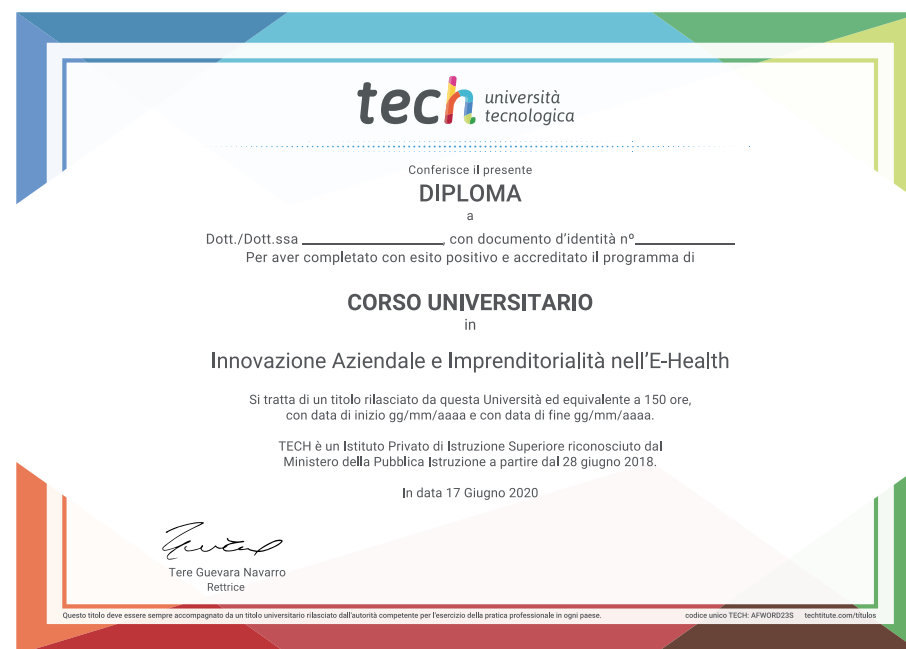 tech università
tecnologica
Conferisce il presente
DIPLOMA
a
Dott./Dott.ssa ____________________, con documento d'identità nº______________
Per aver completato con esito positivo e accreditato il programma di
CORSO UNIVERSITARIO
in
Innovazione Aziendale e Imprenditorialità nell'E-Health
Si tratta di un titolo rilasciato da questa Università ed equivalente a 150 ore,
con data di inizio gg/mm/aaaa e con data di fine gg/mm/aaaa.
TECH è un Istituto Privato di Istruzione Superiore riconosciuto dal
Ministero della Pubblica Istruzione a partire dal 28 giugno 2018.
In data 17 Giugno 2020
Tere Guevara Navarro
Rettrice
Questo titolo deve essere sempre accompagnato da un titolo universitario rilasciato dall'autorità competente per l'esercizio della pratica professionale in ogni paese. codice unico TECH: AFWORD23S techtitute.com/titulos